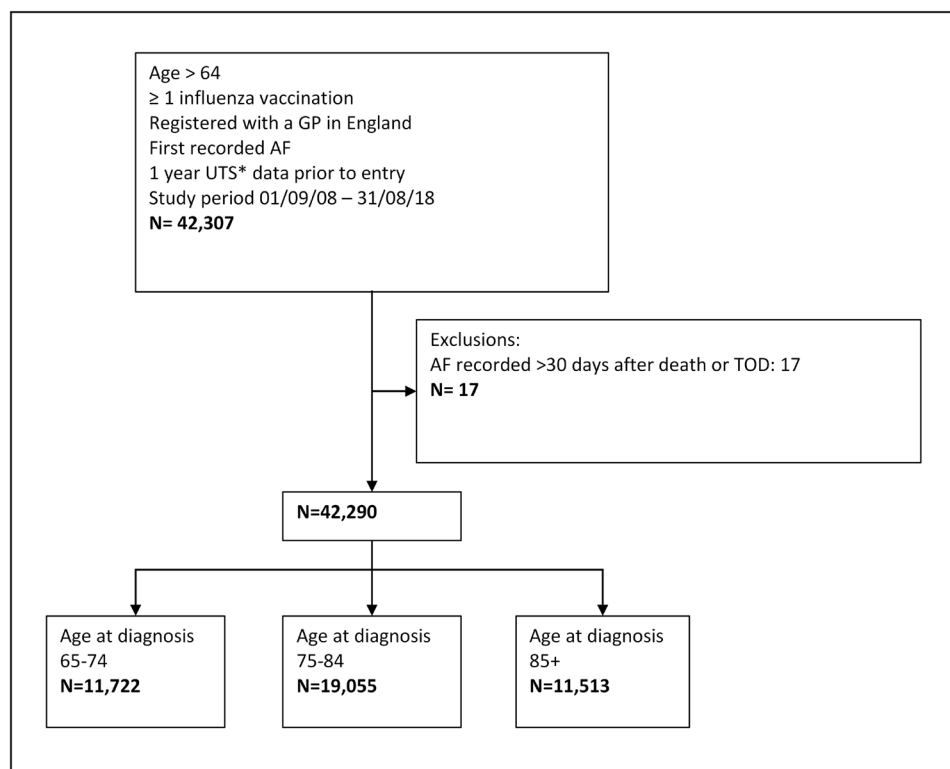 Age > 64
≥ 1 influenza vaccination
Registered with a GP in England
First recorded AF
1 year UTS* data prior to entry
Study period 01/09/08 – 31/08/18
N= 42,307
Exclusions:
AF recorded >30 days after death or TOD: 17
N= 17
N=42,290
Age at diagnosis
65-74
N=11,722
Age at diagnosis
75-84
N=19,055
Age at diagnosis
85+
N=11,513